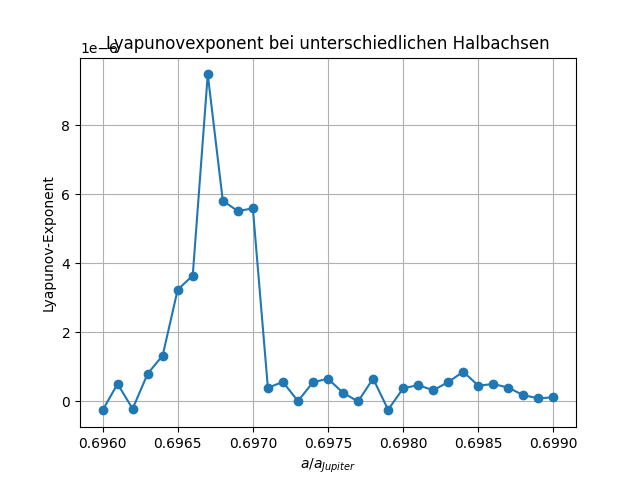 Lyapunovexponent bei unterschiedlichen Halbachsen
1e−6
8
6
4
2
0
Lyapunov-Exponent
0.6960 0.6965 0.6970 0.6975 0.6980 0.6985 0.6990
a/a_Jupiter